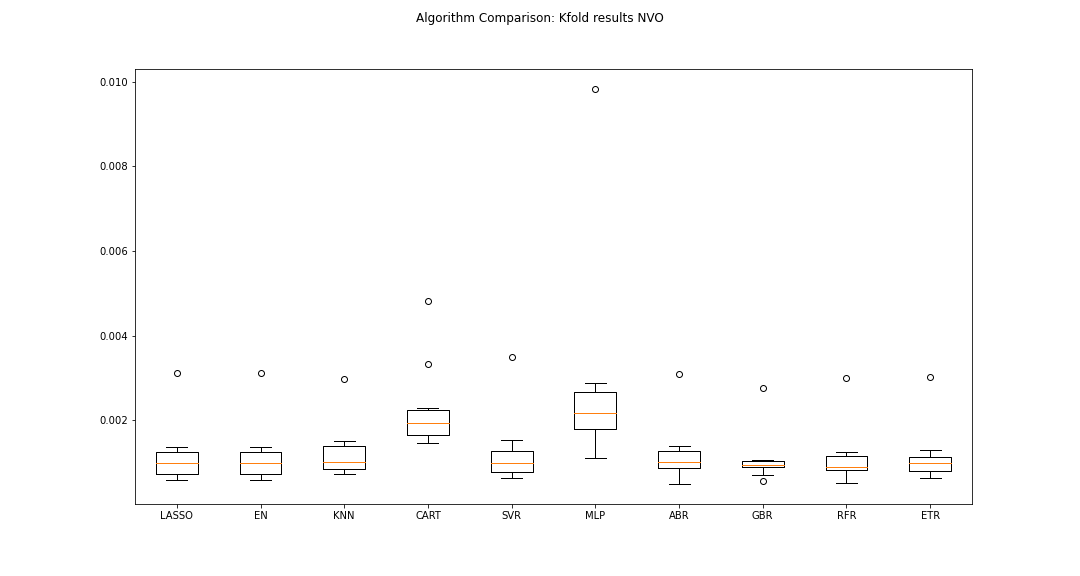 Algorithm Comparison: Kfold results NVO
0.010
0.008
0.006
0.004
0.002
LASSO EN KNN CART SVR MLP ABR GBR RFR ETR